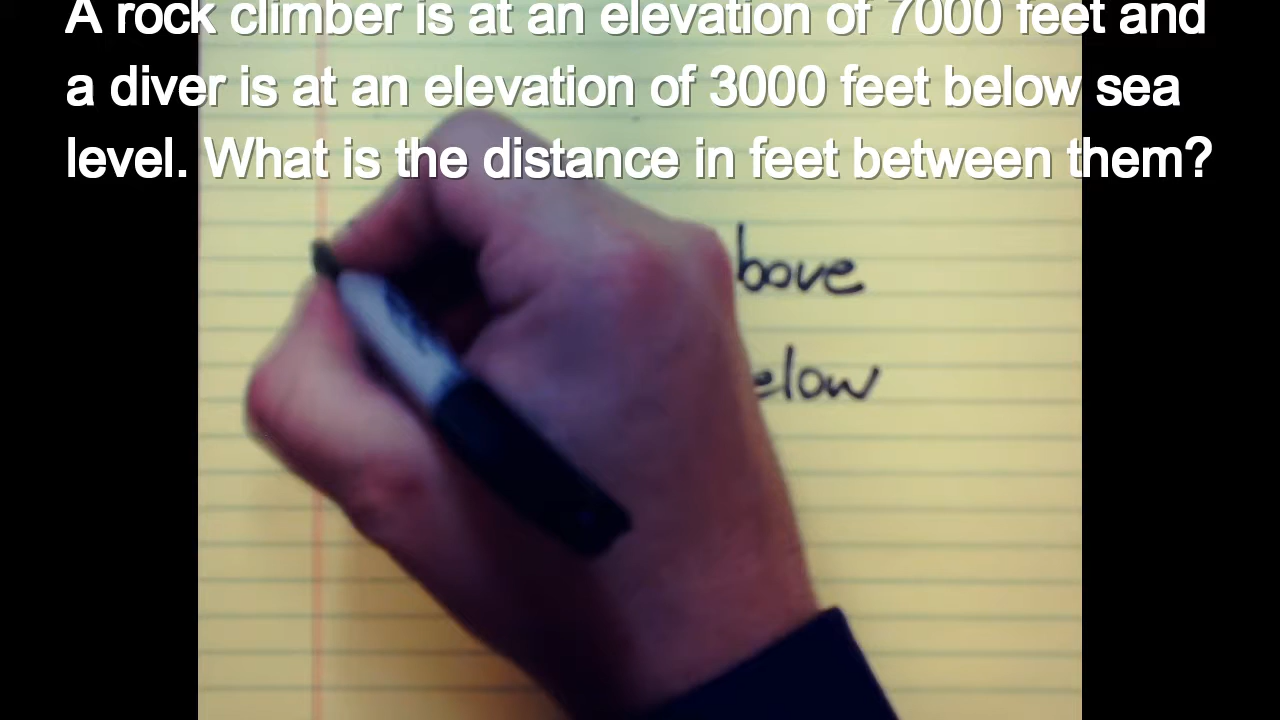 A rock climber is at an elevation of 7000 feet and
a diver is at an elevation of 3000 feet below sea
level. What is the distance in feet between them?
bove
elow